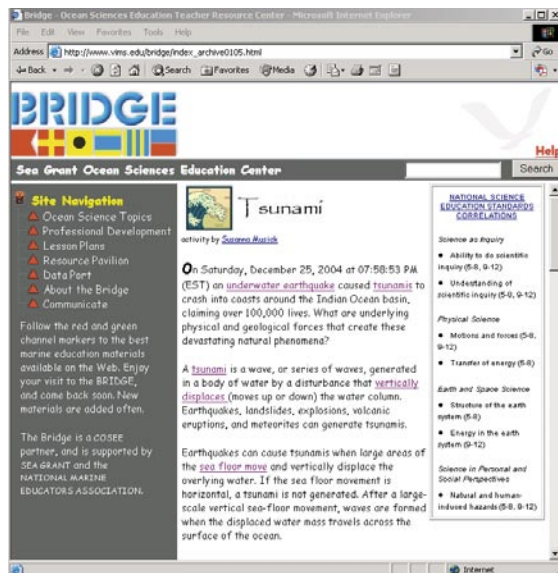 Bridge - Ocean Sciences Education Teacher Resource Center - Microsoft Internet Explorer
File Edit View Favorites Tools Help
Address http://www.vims.edu/bridge/index_archive0105.html Go
Back Search Favorites Media
BRIDGE
Help
Sea Grant Ocean Sciences Education Center Search
Site Navigation
Ocean Science Topics
Professional Development
Lesson Plans
Resource Pavilion
Data Port
About the Bridge
Communicate
Follow the red and green
channel markers to the best
marine education materials
available on the Web. Enjoy
your visit to the BRIDGE,
and come back soon. New
materials are added often.
The Bridge is a COSEE
partner, and is supported by
SEA GRANT and the
NATIONAL MARINE
EDUCATORS ASSOCIATION.
Tsunami
activity by Susanna Musick
On Saturday, December 25, 2004 at 07:58:53 PM
(EST) an underwater earthquake caused tsunamis to
crash into coasts around the Indian Ocean basin,
claiming over 100,000 lives. What are underlying
physical and geological forces that create these
devastating natural phenomena?
A tsunami is a wave, or series of waves, generated
in a body of water by a disturbance that vertically
displaces (moves up or down) the water column.
Earthquakes, landslides, explosions, volcanic
eruptions, and meteorites can generate tsunamis.
Earthquakes can cause tsunamis when large areas of
the sea floor move and vertically displace the
overlying water. If the sea floor movement is
horizontal, a tsunami is not generated. After a large-
scale vertical sea-floor movement, waves are formed
when the displaced water mass travels across the
surface of the ocean.
NATIONAL SCIENCE
EDUCATION STANDARDS
CORRELATIONS
Science as Inquiry
• Ability to do scientific
inquiry (5-8, 9-12)
• Understanding of
scientific inquiry (5-8, 9-12)
Physical Science
• Motions and forces (5-8, 9-
12)
• Transfer of energy (5-8)
Earth and Space Science
• Structure of the earth
system (5-8)
• Energy in the earth
system (9-12)
Science in Personal and
Social Perspectives
• Natural and human-
induced hazards (5-8, 9-12)
Internet